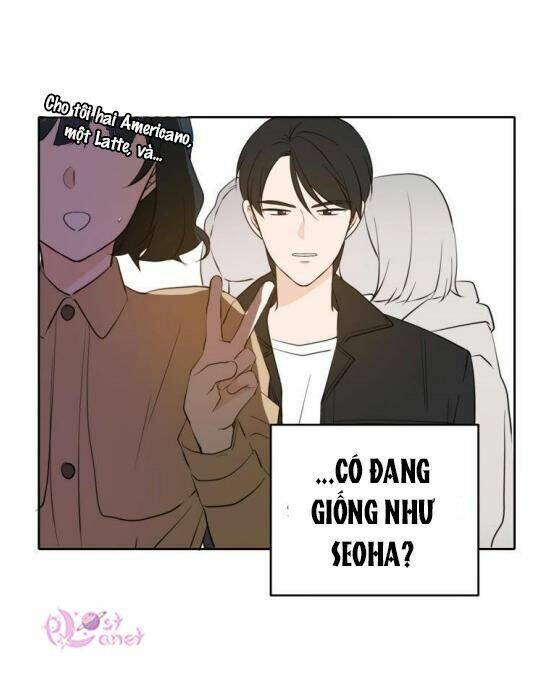 Cho tôi hai Americano,
một Latte, và...
...CÓ ĐANG
GIỐNG NHƯ
SEOHA?
Lost
Planet